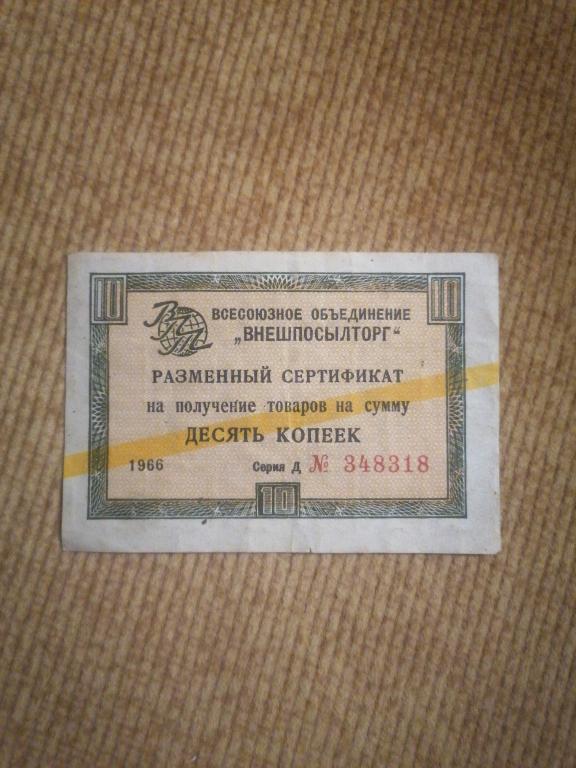 10 10
ВПТ
ВСЕСОЮЗНОЕ ОБЪЕДИНЕНИЕ
„ВНЕШПОСЫЛТОРГ“
РАЗМЕННЫЙ СЕРТИФИКАТ
на получение товаров на сумму
ДЕСЯТЬ КОПЕЕК
1966 Серия Д № 348318
10